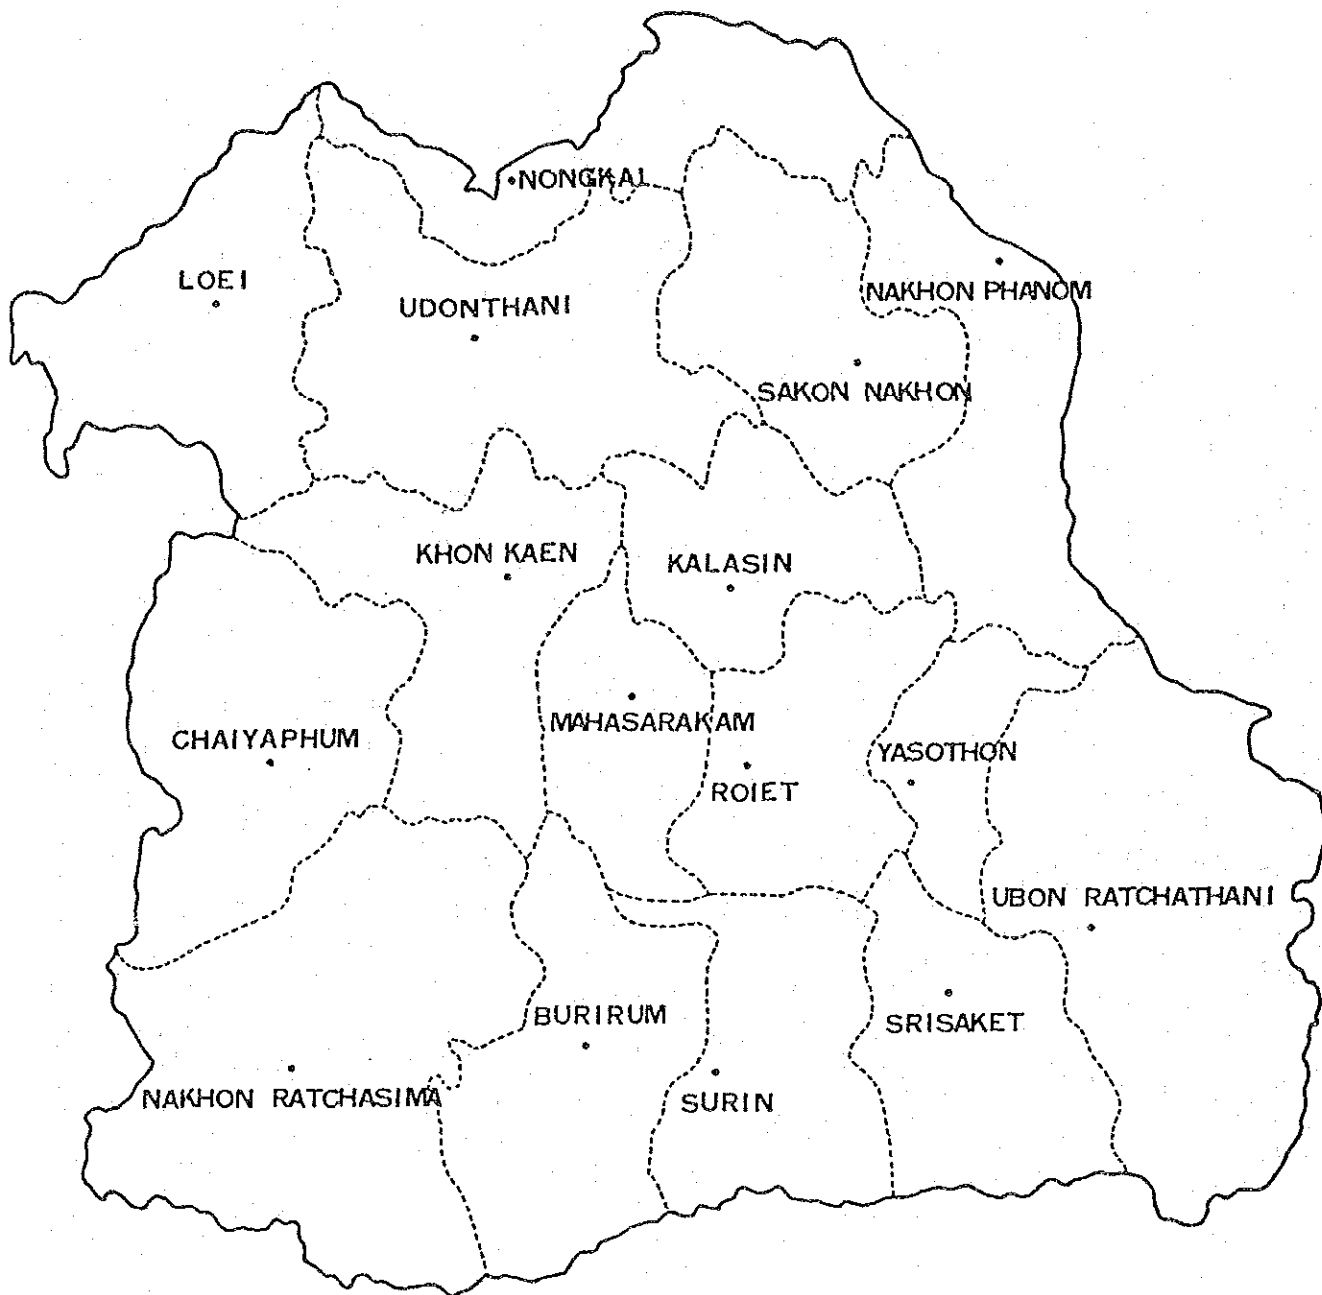 NONGKAI
LOEI
NAKHON PHANOM
UDONTHANI
SAKON NAKHON
KHON KAEN
KALASIN
MAHASARAKAM
CHAIYAPHUM
YASOTHON
ROIET
UBON RATCHATHANI
BURIRUM
SRISAKET
NAKHON RATCHASIMA
SURIN